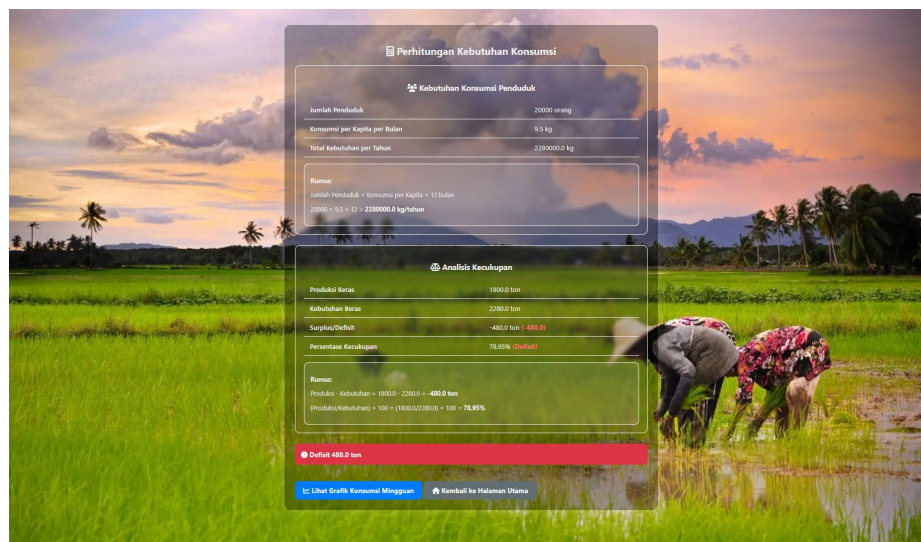 Perhitungan Kebutuhan Konsumsi
Kebutuhan Konsumsi Penduduk
Jumlah Penduduk 20000 orang
Konsumsi per Kapita per Bulan 9.5 kg
Total Kebutuhan per Tahun 2280000.0 kg
Rumus:
Jumlah Penduduk × Konsumsi per Kapita × 12 bulan
20000 × 9.5 × 12 = 2280000.0 kg/tahun
Analisis Kecukupan
Produksi Beras 1800.0 ton
Kebutuhan Beras 2280.0 ton
Surplus/Defisit -480.0 ton (-480.0)
Persentase Kecukupan 78.95% (Defisit)
Rumus:
Produksi - Kebutuhan = 1800.0 - 2280.0 = -480.0 ton
(Produksi/Kebutuhan) × 100 = (1800.0/2280.0) × 100 = 78.95%
Defisit 480.0 ton
Lihat Grafik Konsumsi Mingguan Kembali ke Halaman Utama